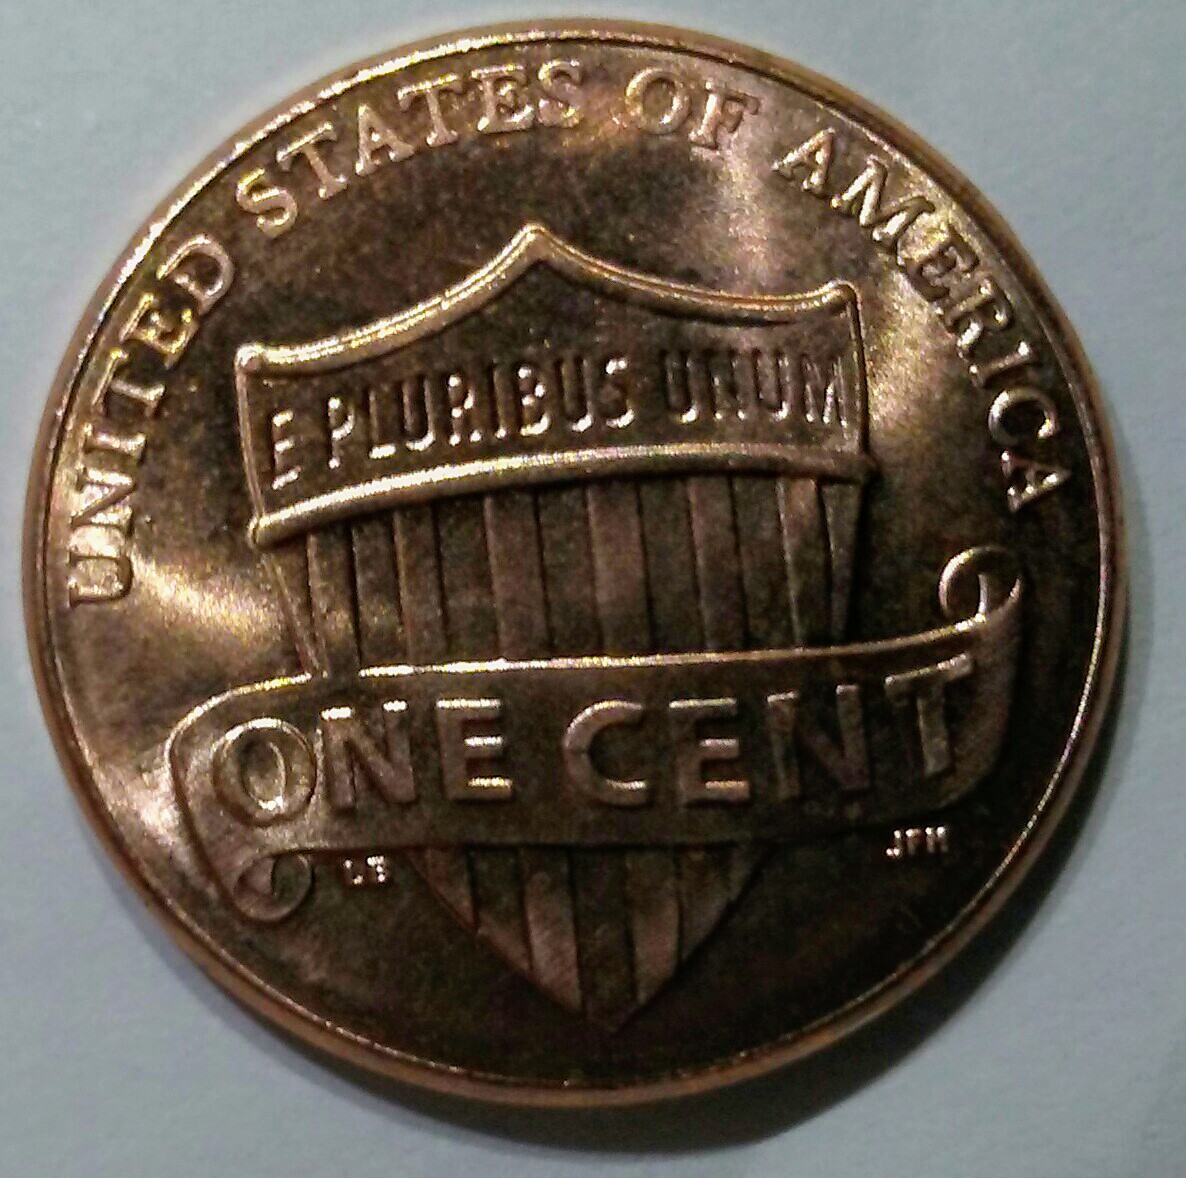 UNITED STATES OF AMERICA
E PLURIBUS UNUM
ONE CENT
LB
JFM